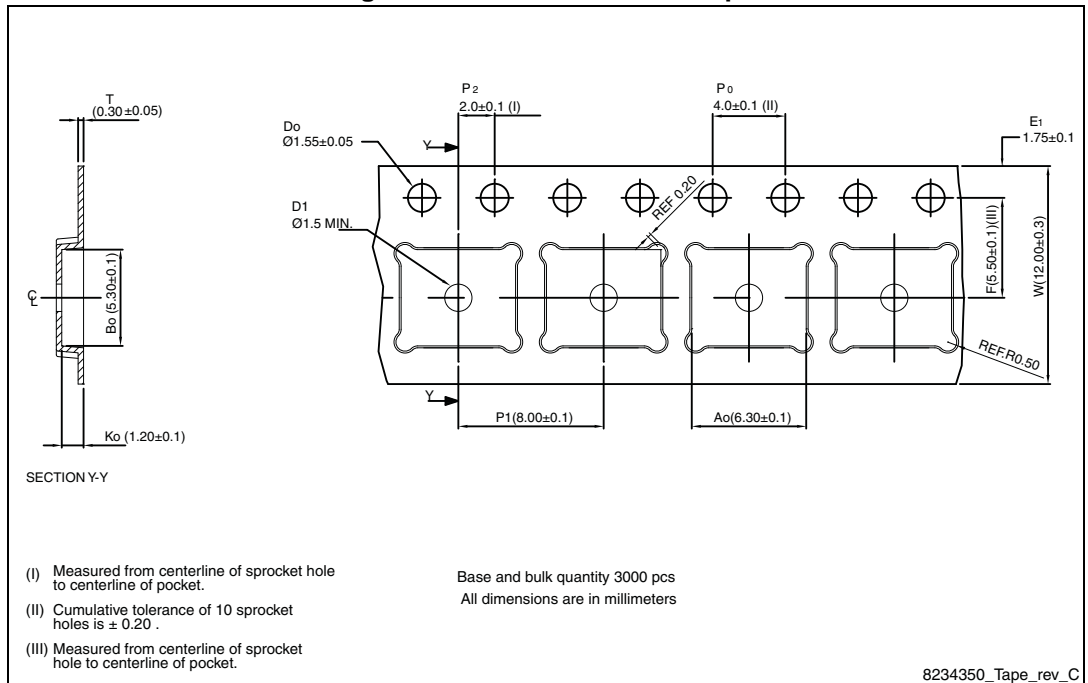 T
(0.30 ±0.05)
P2
2.0±0.1 (I)
P0
4.0±0.1 (II)
Do
Ø1.55±0.05
E1
1.75±0.1
Y
REF 0.20
D1
Ø1.5 MIN.
F(5.50±0.1)(III)
W(12.00±0.3)
CL
Bo (5.30±0.1)
REF.R0.50
Y
P1(8.00±0.1)
Ao(6.30±0.1)
Ko (1.20±0.1)
SECTION Y-Y
(I) Measured from centerline of sprocket hole
to centerline of pocket.
(II) Cumulative tolerance of 10 sprocket
holes is ± 0.20 .
(III) Measured from centerline of sprocket
hole to centerline of pocket.
Base and bulk quantity 3000 pcs
All dimensions are in millimeters
8234350_Tape_rev_C